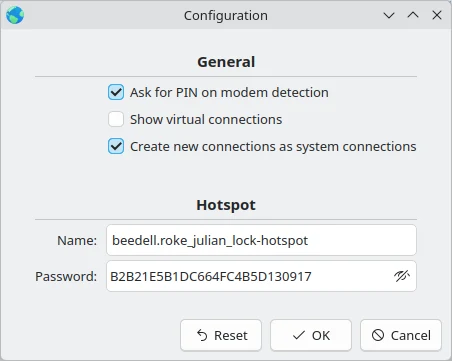 Configuration
General
Ask for PIN on modem detection
Show virtual connections
Create new connections as system connections
Hotspot
Name: beedell.roke_julian_lock-hotspot
Password: B2B21E5B1DC664FC4B5D130917
Reset OK Cancel